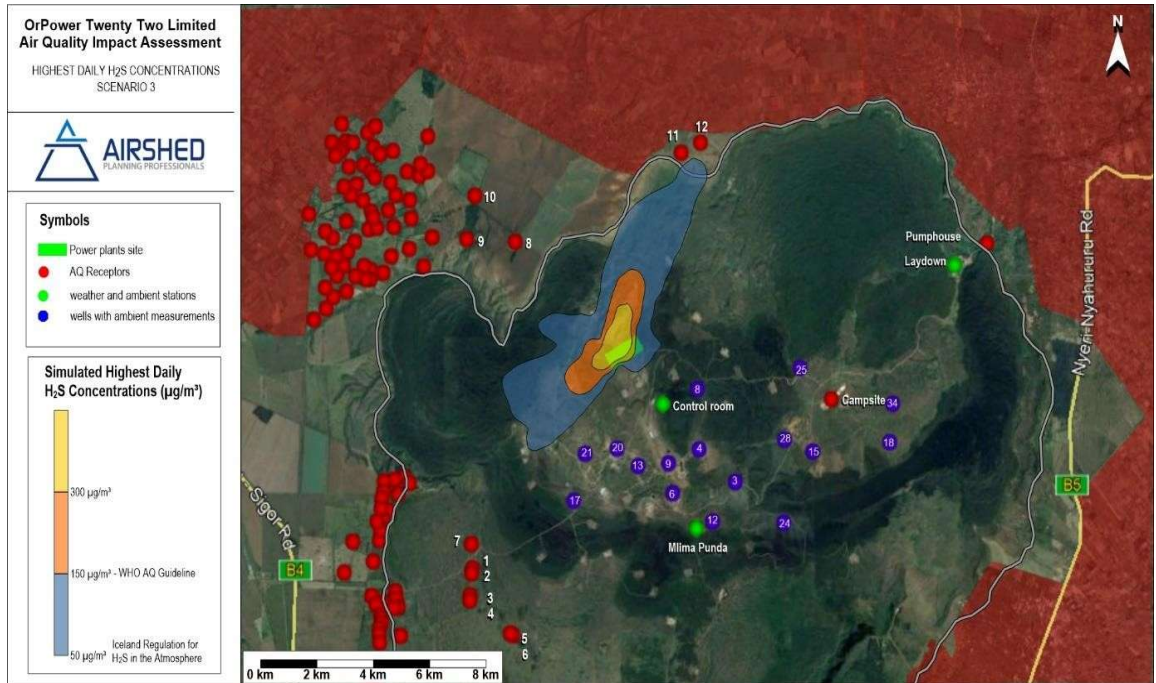 OrPower Twenty Two Limited
Air Quality Impact Assessment
HIGHEST DAILY H₂S CONCENTRATIONS
SCENARIO 3
AIRSHED
PLANNING PROFESSIONALS
Symbols
Power plants site
AQ Receptors
weather and ambient stations
wells with ambient measurements
Simulated Highest Daily
H₂S Concentrations (µg/m³)
300 µg/m³
150 µg/m³ - WHO AQ Guideline
50 µg/m³
Iceland Regulation for
H₂S in the Atmosphere
N
11
12
10
9
8
Pumphouse
Laydown
Nyeri-Nyahururu Rd
25
8
Control room
Campsite
34
21
20
13
9
4
28
15
18
3
B5
17
6
12
24
Mlima Punda
Sigor Rd
B4
7
1
2
3
4
5
6
0 km
2 km
4 km
6 km
8 km